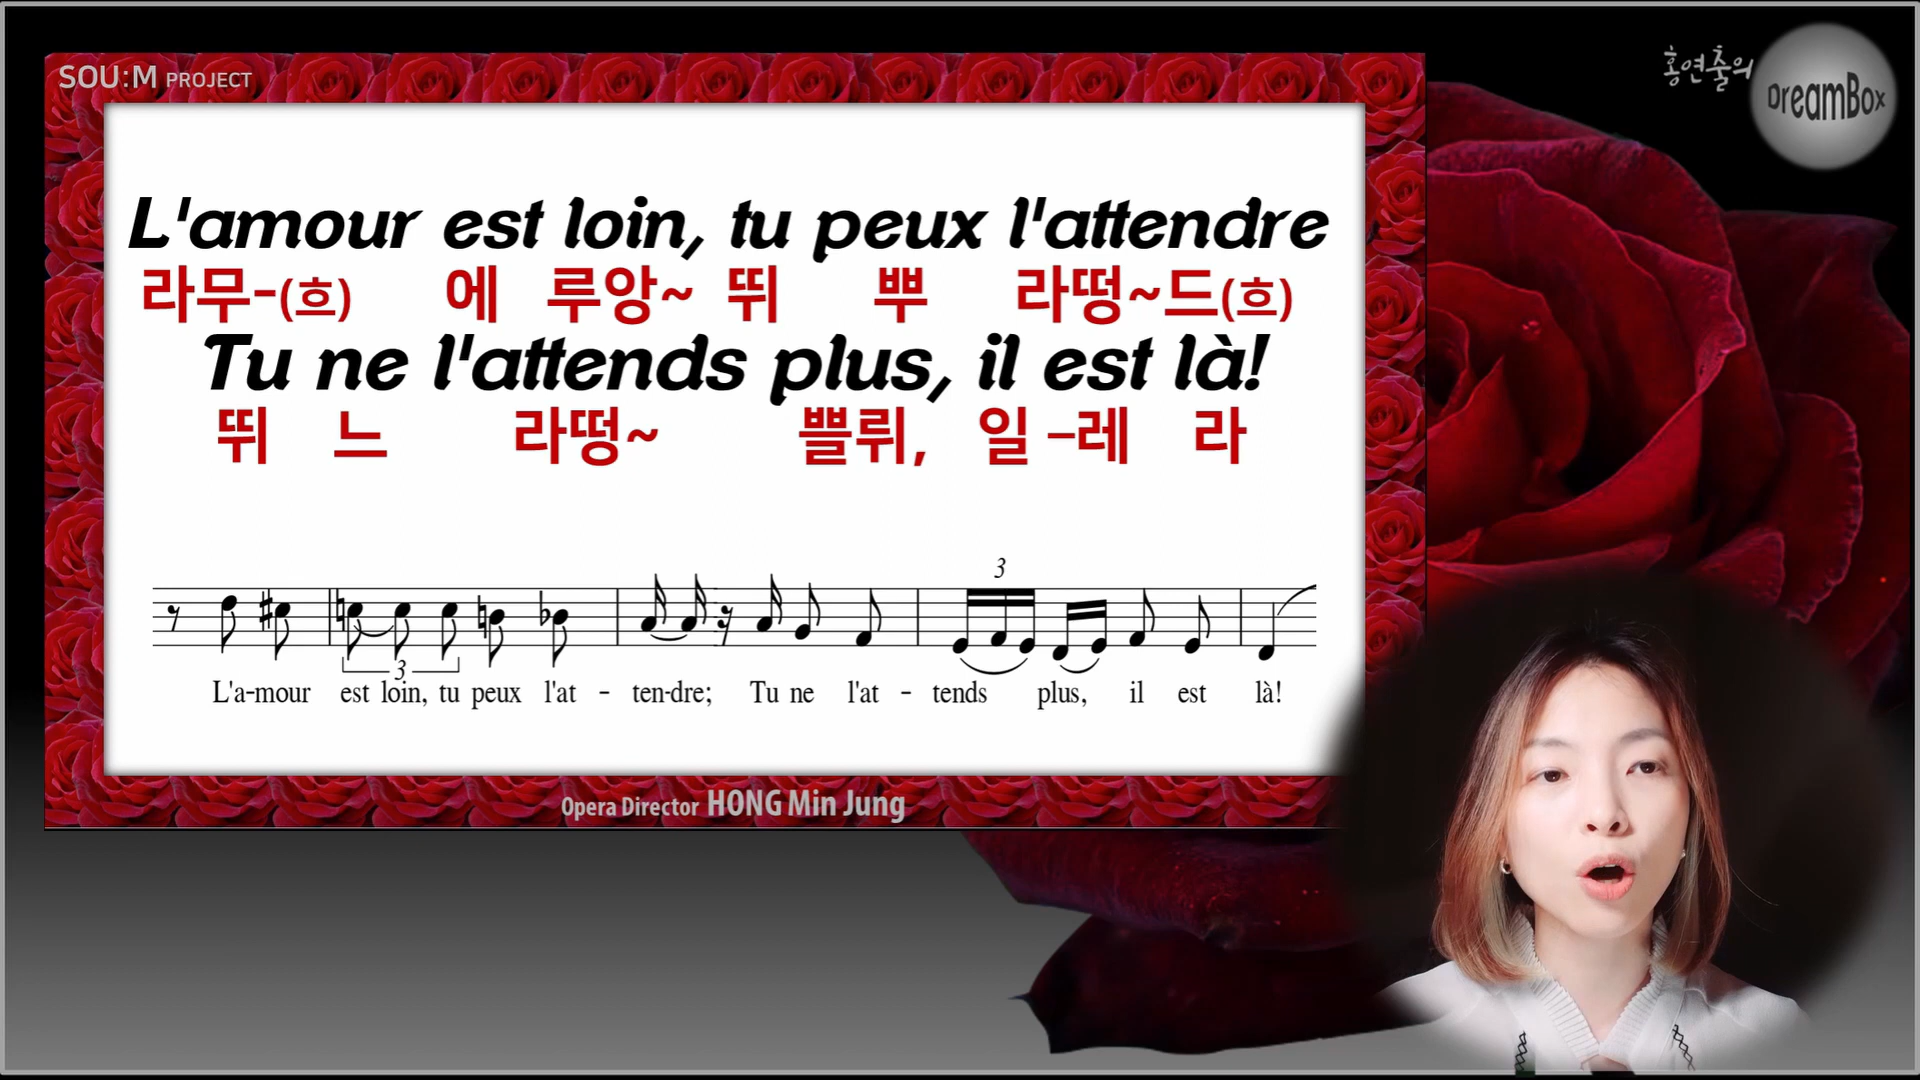 SOU:M PROJECT
홍연출의 DreamBox
L'amour est loin, tu peux l'attendre
라무-(흐) 에 루앙~ 뛰 뿌 라떵~드(흐)
Tu ne l'attends plus, il est là!
뛰 느 라떵~ 쁠뤼, 일 –레 라
3
3
L'a-mour est loin, tu peux l'at - ten-dre; Tu ne l'at - tends plus, il est là!
Opera Director HONG Min Jung